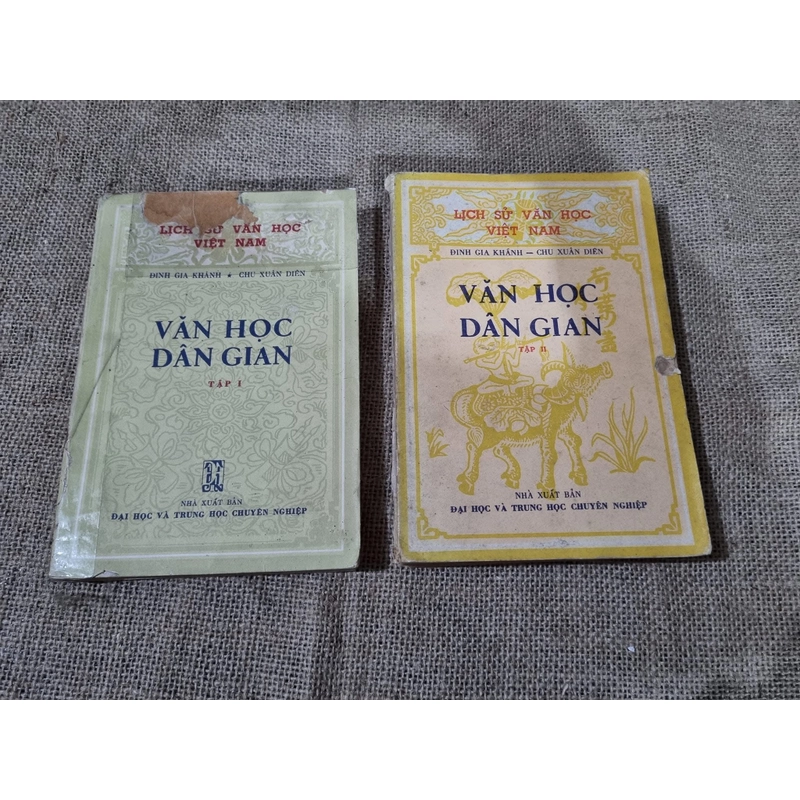 LỊCH SỬ VĂN HỌC
VIỆT NAM
ĐINH GIA KHÁNH ★ CHU XUÂN DIÊN
VĂN HỌC
DÂN GIAN
TẬP I
NHÀ XUẤT BẢN
ĐẠI HỌC VÀ TRUNG HỌC CHUYÊN NGHIỆP
LỊCH SỬ VĂN HỌC
VIỆT NAM
ĐINH GIA KHÁNH — CHU XUÂN DIÊN
VĂN HỌC
DÂN GIAN
TẬP II
NHÀ XUẤT BẢN
ĐẠI HỌC VÀ TRUNG HỌC CHUYÊN NGHIỆP